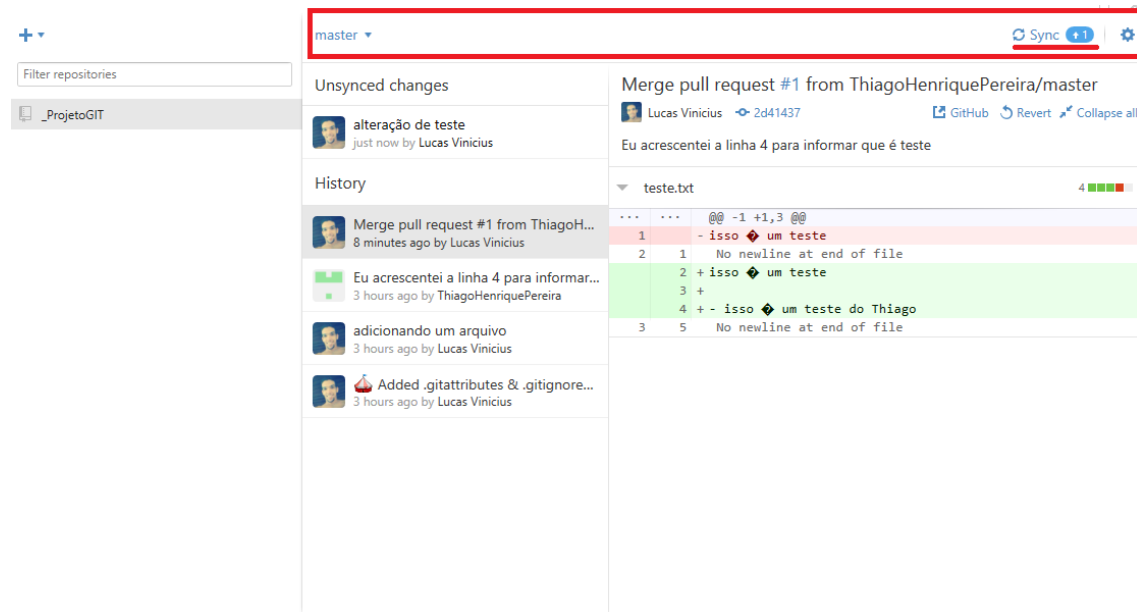 master
Sync 1
Filter repositories
_ProjetoGIT
Unsynced changes
alteração de teste
just now by Lucas Vinicius
History
Merge pull request #1 from ThiagoH...
8 minutes ago by Lucas Vinicius
Eu acrescentei a linha 4 para informar...
3 hours ago by ThiagoHenriquePereira
adicionando um arquivo
3 hours ago by Lucas Vinicius
Added .gitattributes & .gitignore...
3 hours ago by Lucas Vinicius
Merge pull request #1 from ThiagoHenriquePereira/master
Lucas Vinicius 2d41437 GitHub Revert Collapse all
Eu acrescentei a linha 4 para informar que é teste
teste.txt 4
... ... @@ -1 +1,3 @@
1 - isso � um teste
2 1 No newline at end of file
2 + isso � um teste
3 +
4 + - isso � um teste do Thiago
3 5 No newline at end of file